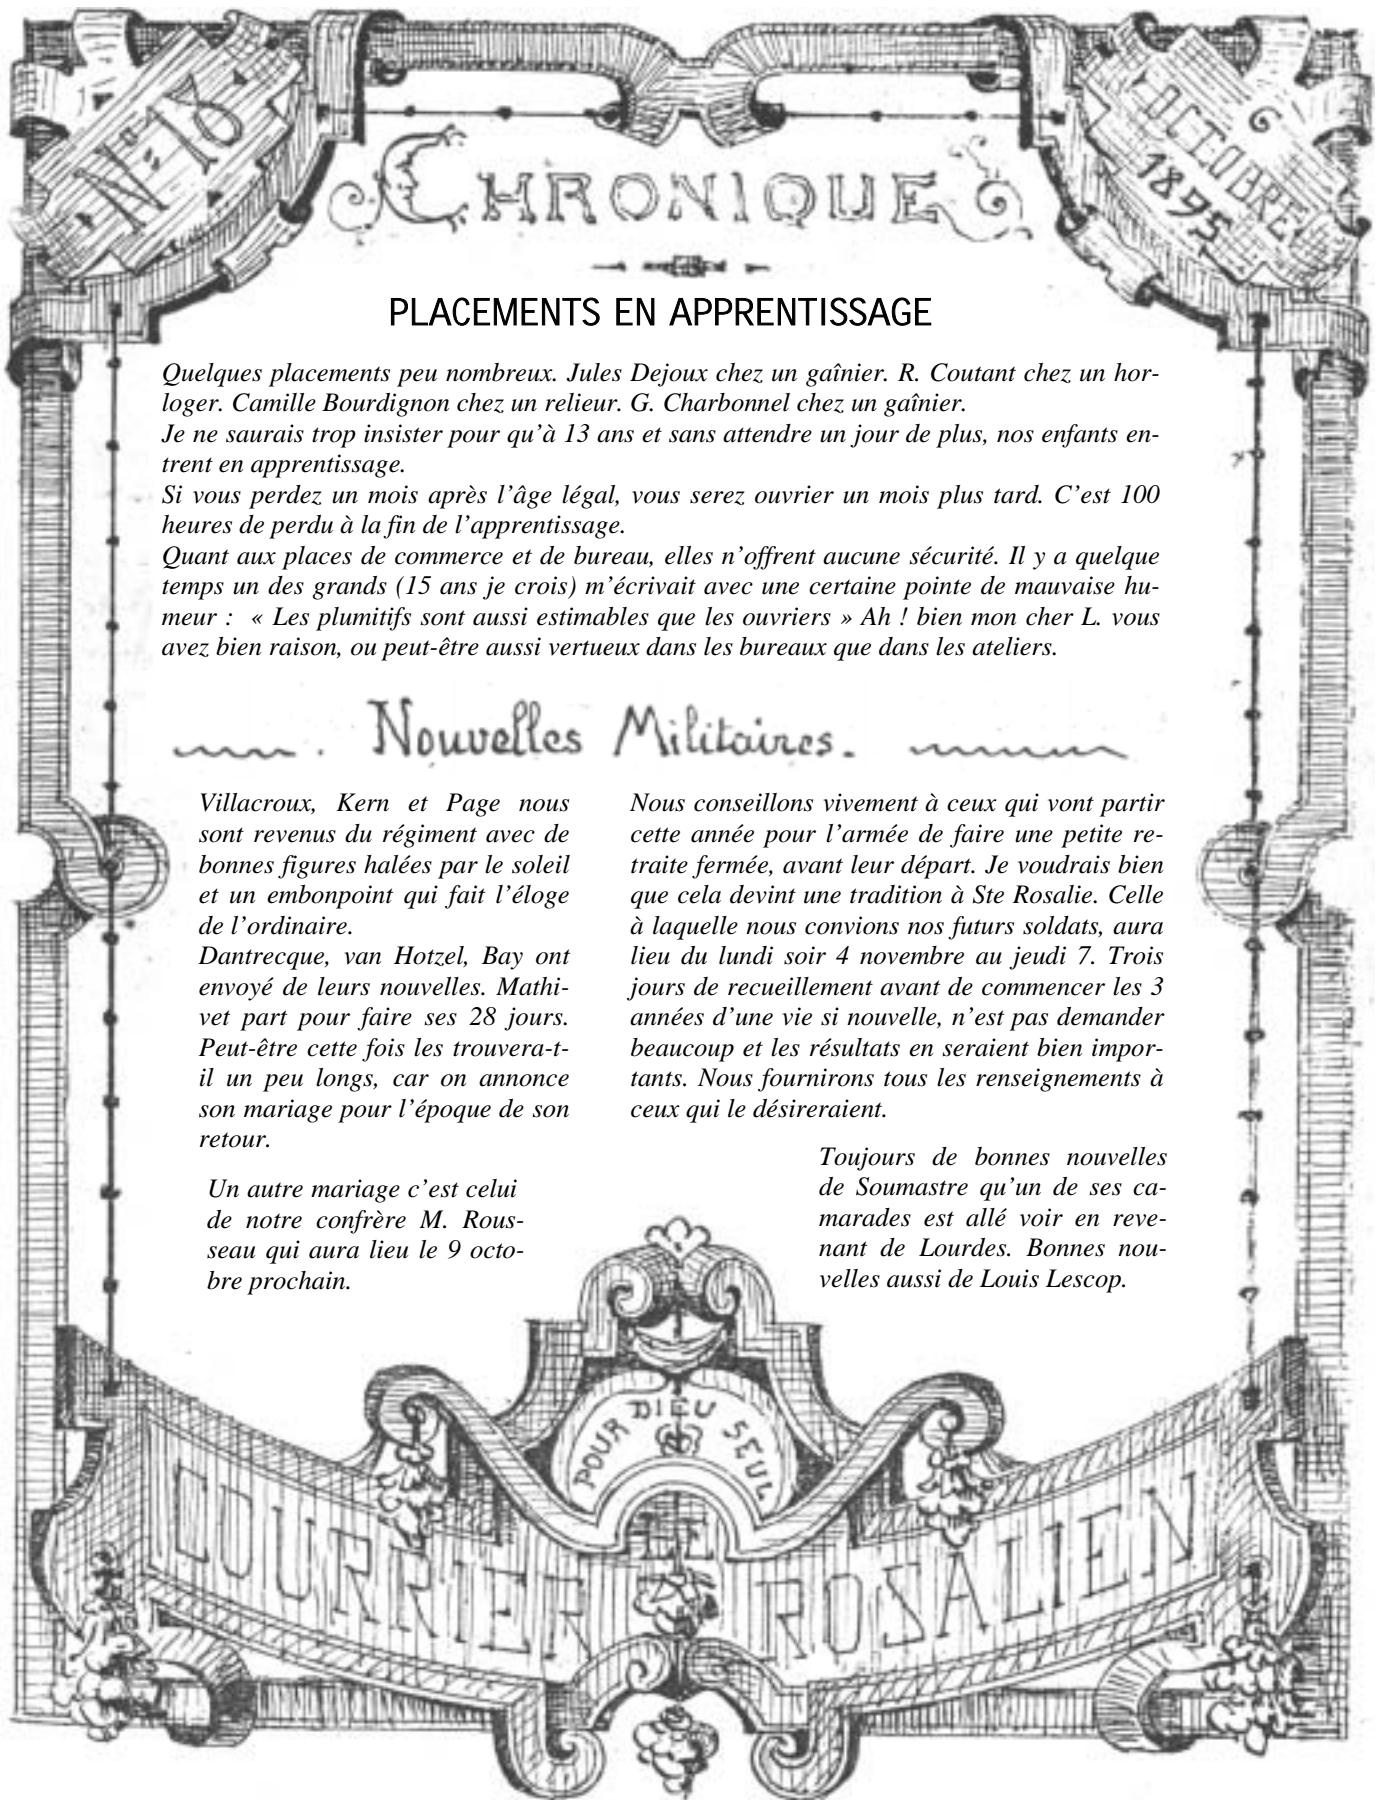 6
OCTOBRE
1895
CHRONIQUE
PLACEMENTS EN APPRENTISSAGE
Quelques placements peu nombreux. Jules Dejoux chez un gaînier. R. Coutant chez un hor-
loger. Camille Bourdignon chez un relieur. G. Charbonnel chez un gaînier.
Je ne saurais trop insister pour qu’à 13 ans et sans attendre un jour de plus, nos enfants en-
trent en apprentissage.
Si vous perdez un mois après l’âge légal, vous serez ouvrier un mois plus tard. C’est 100
heures de perdu à la fin de l’apprentissage.
Quant aux places de commerce et de bureau, elles n’offrent aucune sécurité. Il y a quelque
temps un des grands (15 ans je crois) m’écrivait avec une certaine pointe de mauvaise hu-
meur : « Les plumitifs sont aussi estimables que les ouvriers » Ah ! bien mon cher L. vous
avez bien raison, ou peut-être aussi vertueux dans les bureaux que dans les ateliers.
Nouvelles Militaires.
Villacroux, Kern et Page nous
sont revenus du régiment avec de
bonnes figures halées par le soleil
et un embonpoint qui fait l’éloge
de l’ordinaire.
Dantrecque, van Hotzel, Bay ont
envoyé de leurs nouvelles. Mathi-
vet part pour faire ses 28 jours.
Peut-être cette fois les trouvera-t-
il un peu longs, car on annonce
son mariage pour l’époque de son
retour.
Un autre mariage c’est celui
de notre confrère M. Rous-
seau qui aura lieu le 9 octo-
bre prochain.
Nous conseillons vivement à ceux qui vont partir
cette année pour l’armée de faire une petite re-
traite fermée, avant leur départ. Je voudrais bien
que cela devint une tradition à Ste Rosalie. Celle
à laquelle nous convions nos futurs soldats, aura
lieu du lundi soir 4 novembre au jeudi 7. Trois
jours de recueillement avant de commencer les 3
années d’une vie si nouvelle, n’est pas demander
beaucoup et les résultats en seraient bien impor-
tants. Nous fournirons tous les renseignements à
ceux qui le désireraient.
Toujours de bonnes nouvelles
de Soumastre qu’un de ses ca-
marades est allé voir en reve-
nant de Lourdes. Bonnes nou-
velles aussi de Louis Lescop.
POUR DIEU SEUL
LE
COURRIER ROSALIEN